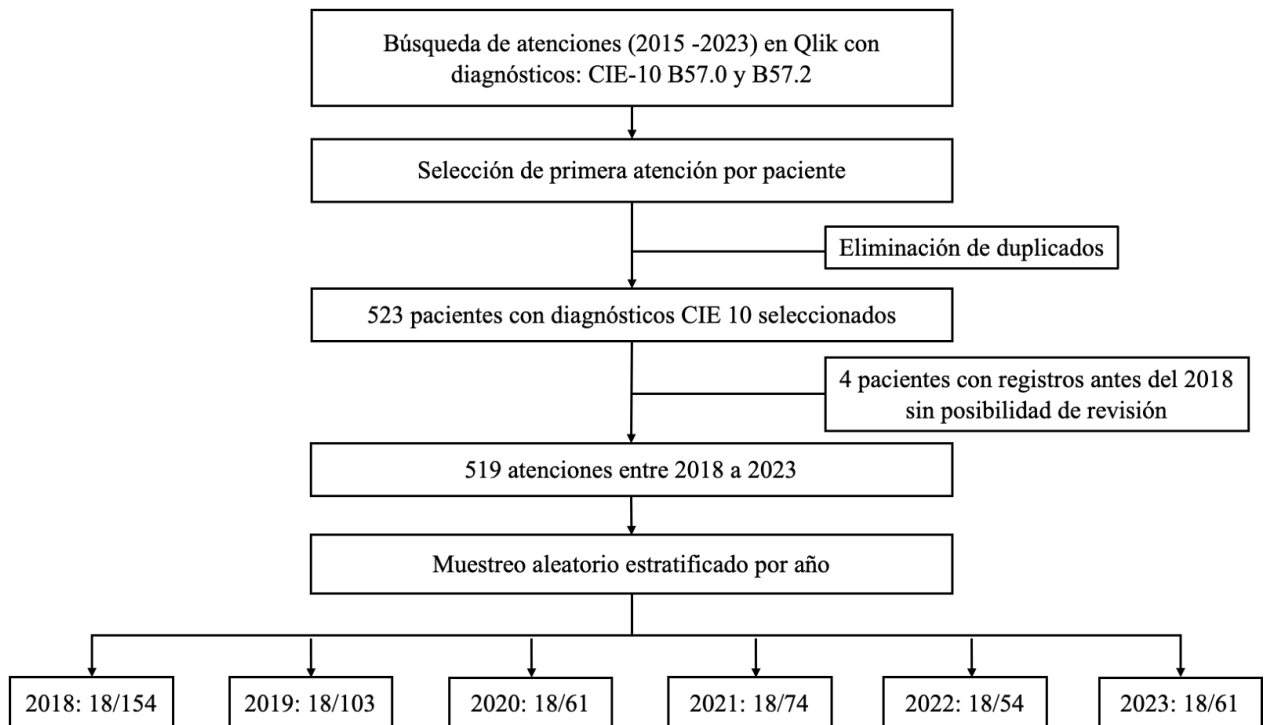 Búsqueda de atenciones (2015 -2023) en Qlik con
diagnósticos: CIE-10 B57.0 y B57.2
Selección de primera atención por paciente
Eliminación de duplicados
523 pacientes con diagnósticos CIE 10 seleccionados
4 pacientes con registros antes del 2018
sin posibilidad de revisión
519 atenciones entre 2018 a 2023
Muestreo aleatorio estratificado por año
2018: 18/154
2019: 18/103
2020: 18/61
2021: 18/74
2022: 18/54
2023: 18/61